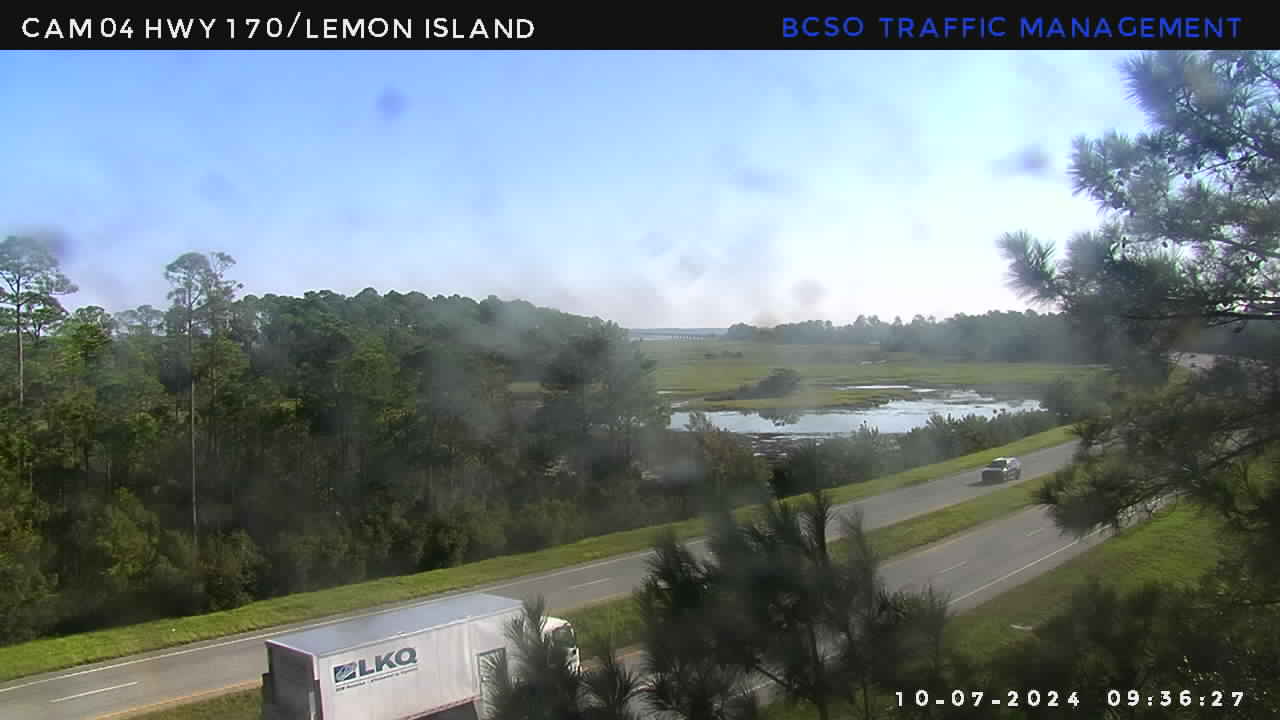 CAM04 HWY 170/LEMON ISLAND
BCSO TRAFFIC MANAGEMENT
LKQ
10-07-2024 09:36:27